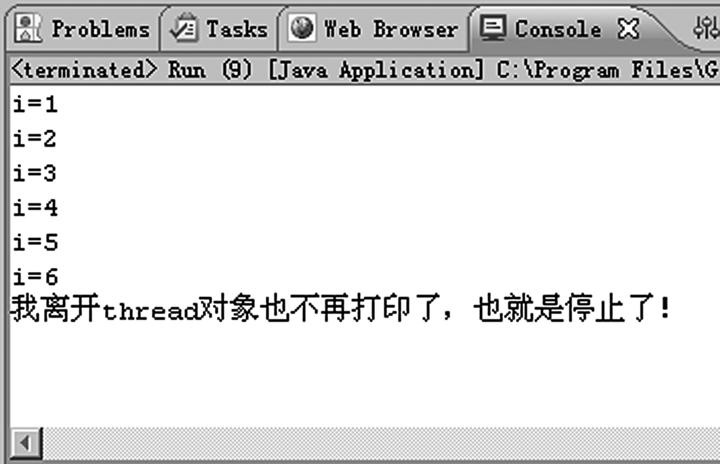 Problems Tasks Web Browser Console
<terminated> Run (9) [Java Application] C:\Program Files\G
i=1
i=2
i=3
i=4
i=5
i=6
我离开thread对象也不再打印了，也就是停止了!